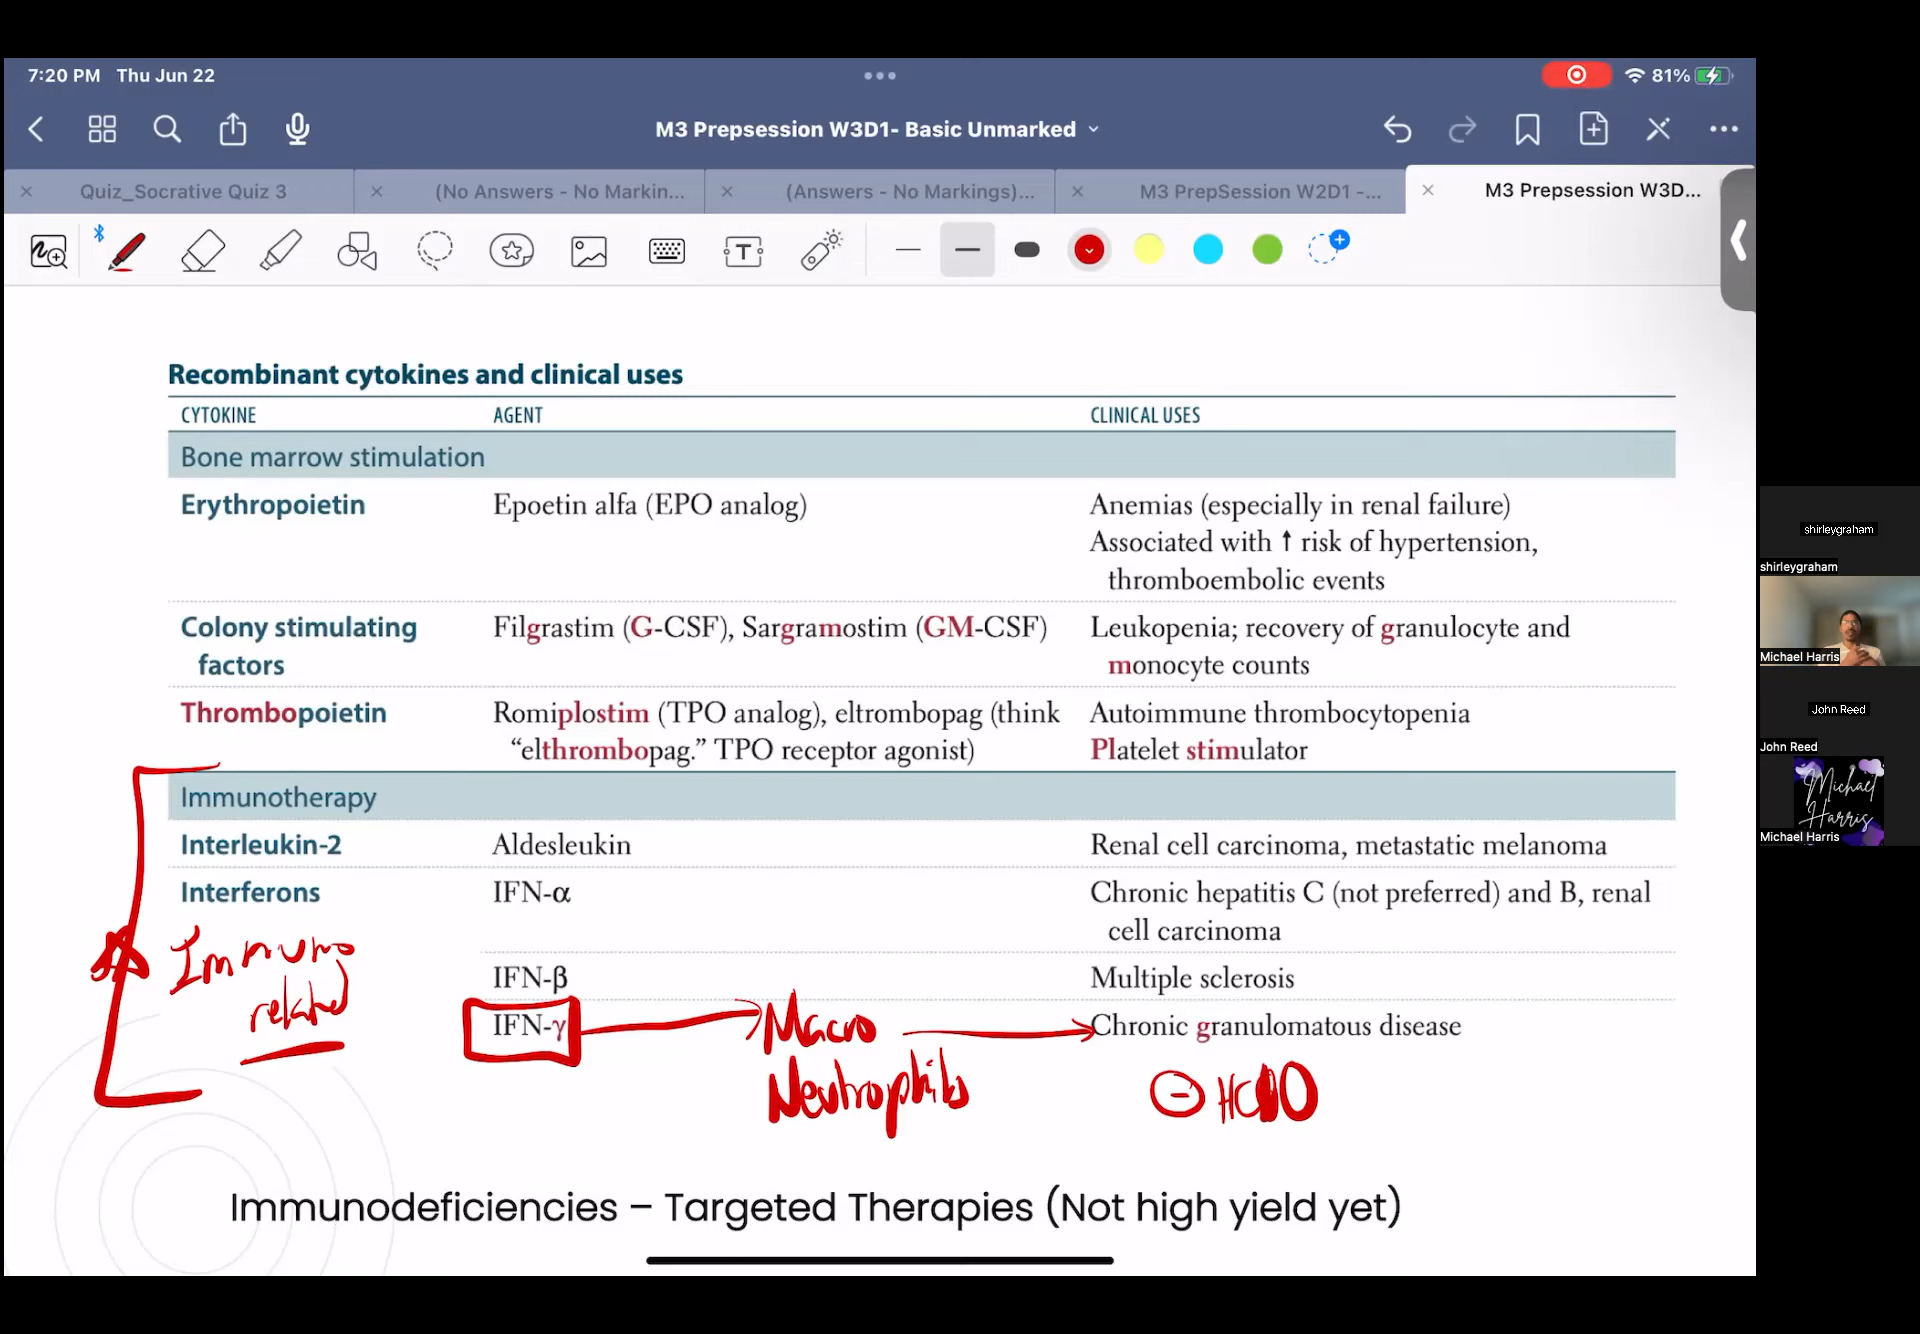 7:20 PM Thu Jun 22
81%
M3 Prepsession W3D1- Basic Unmarked
Quiz_Socrative Quiz 3
(No Answers - No Markin...
(Answers - No Markings)...
M3 PrepSession W2D1 -...
M3 Prepsession W3D...
Recombinant cytokines and clinical uses
CYTOKINE AGENT CLINICAL USES
Bone marrow stimulation
Erythropoietin Epoetin alfa (EPO analog) Anemias (especially in renal failure)
Associated with ↑ risk of hypertension,
thromboembolic events
Colony stimulating Filgrastim (G-CSF), Sargramostim (GM-CSF) Leukopenia; recovery of granulocyte and
factors monocyte counts
Thrombopoietin Romiplostim (TPO analog), eltrombopag (think Autoimmune thrombocytopenia
“elthrombopag.” TPO receptor agonist) Platelet stimulator
Immunotherapy
Interleukin-2 Aldesleukin Renal cell carcinoma, metastatic melanoma
Interferons IFN-α Chronic hepatitis C (not preferred) and B, renal
cell carcinoma
Immuno
IFN-β Multiple sclerosis
related
IFN-γ Macro Chronic granulomatous disease
Neutrophils
Immunodeficiencies – Targeted Therapies (Not high yield yet)
shirleygraham
shirleygraham
Michael Harris
John Reed
John Reed
Michael
Harris
Michael Harris